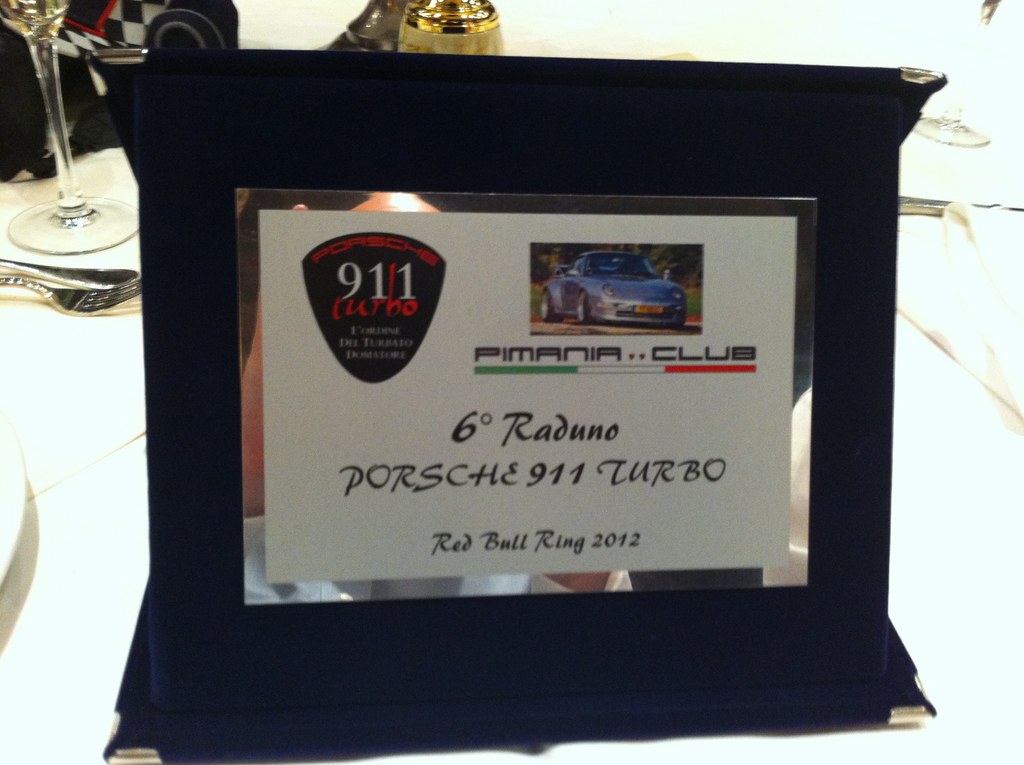 PORSCHE
911
turbo
L'ORDINE
DEL TURBATO
DOMATORE
PIMANIA CLUB
6° Raduno
PORSCHE 911 TURBO
Red Bull Ring 2012